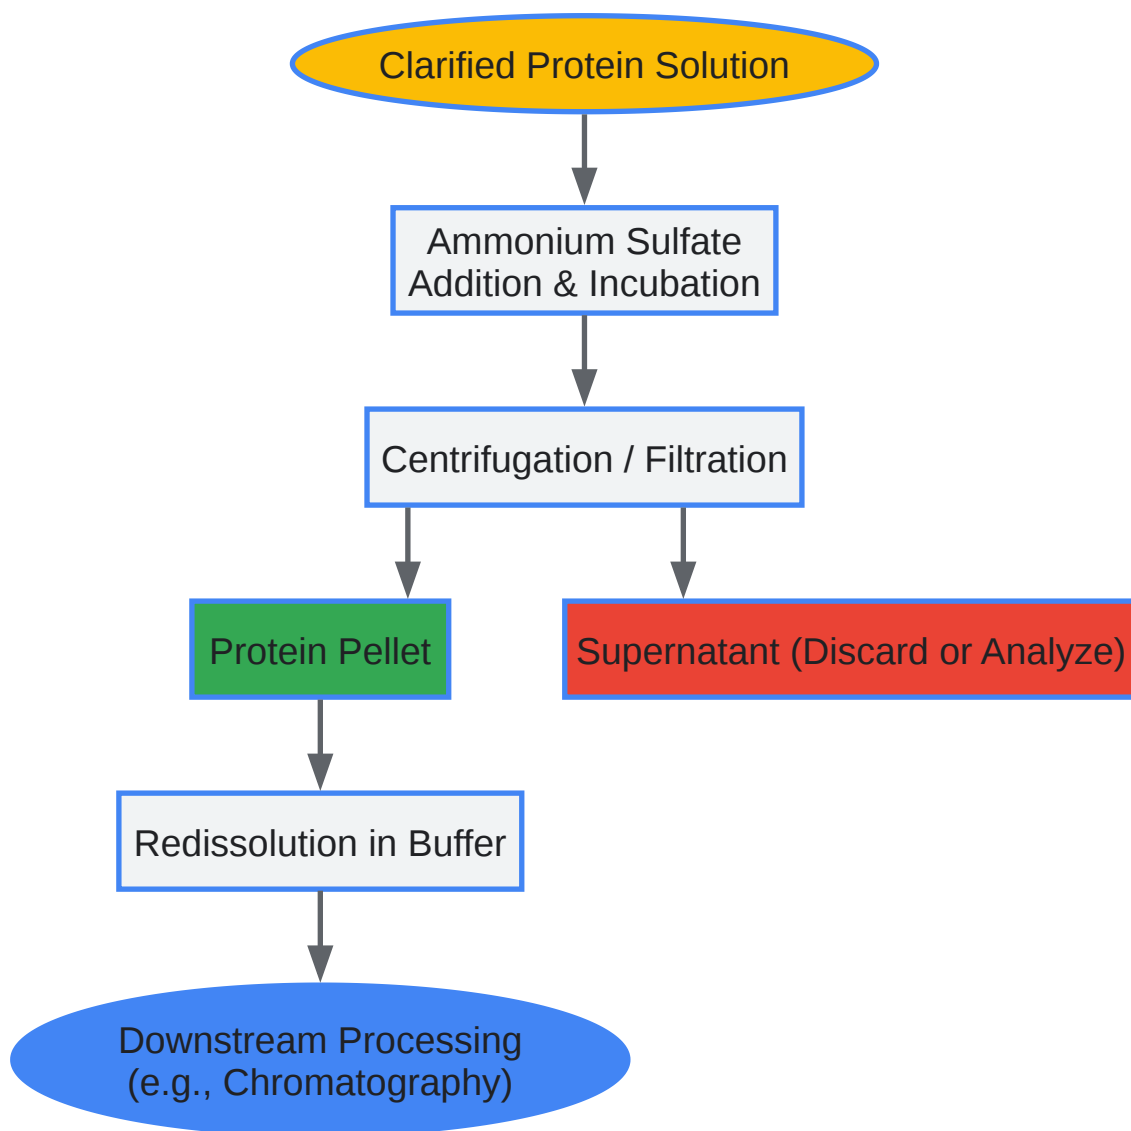 Clarified Protein Solution
Ammonium Sulfate
Addition & Incubation
Centrifugation / Filtration
Protein Pellet
Supernatant (Discard or Analyze)
Redissolution in Buffer
Downstream Processing
(e.g., Chromatography)